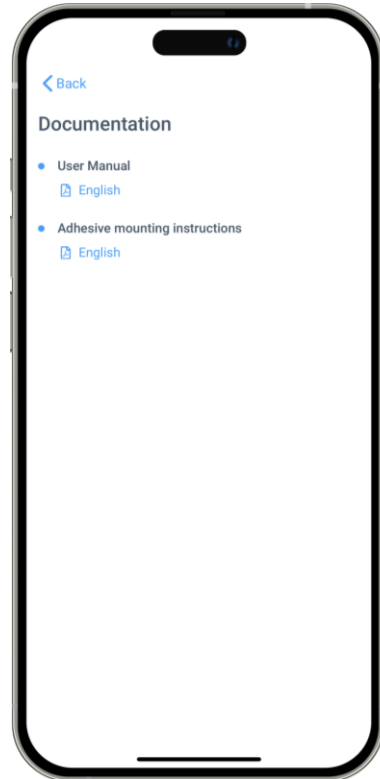 Back
Documentation
User Manual
English
Adhesive mounting instructions
English